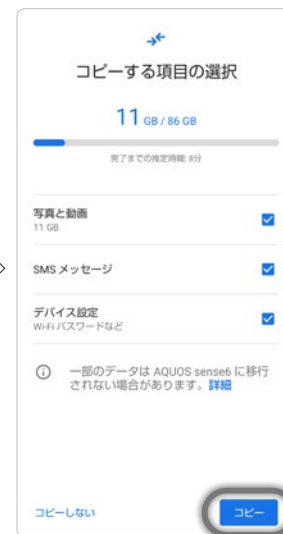 コピーする項目の選択
11 GB / 86 GB
完了までの推定時間: 8分
写真と動画
11 GB
SMS メッセージ
デバイス設定
Wi-Fi パスワードなど
一部のデータは AQUOS sense6 に移行
されない場合があります。詳細
コピーしない
コピー